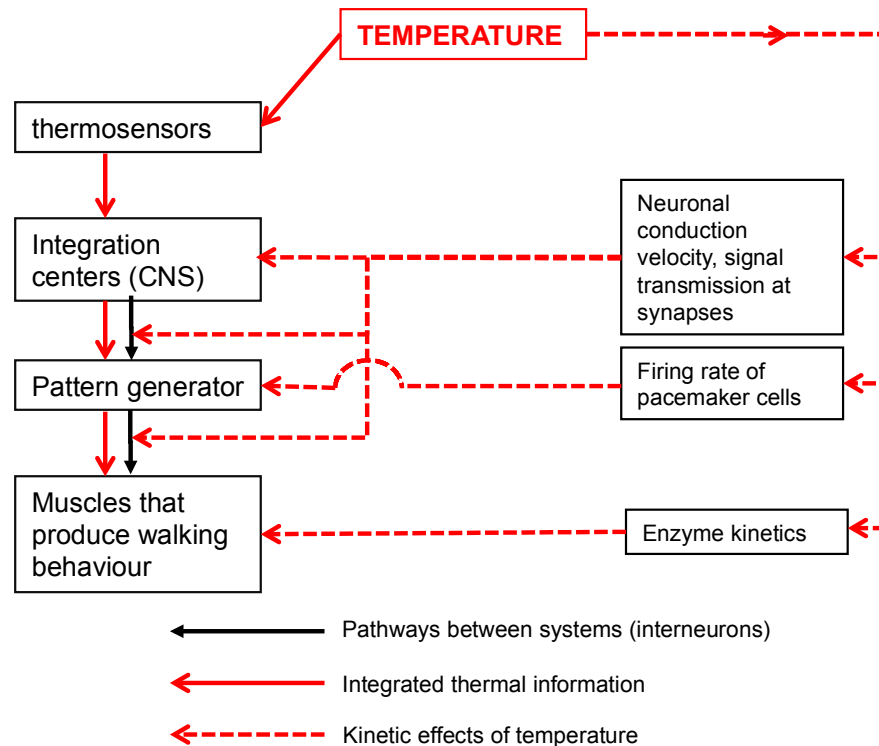 TEMPERATURE
thermosensors
Integration
centers (CNS)
Neuronal
conduction
velocity, signal
transmission at
synapses
Pattern generator
Firing rate of
pacemaker cells
Muscles that
produce walking
behaviour
Enzyme kinetics
Pathways between systems (interneurons)
Integrated thermal information
Kinetic effects of temperature